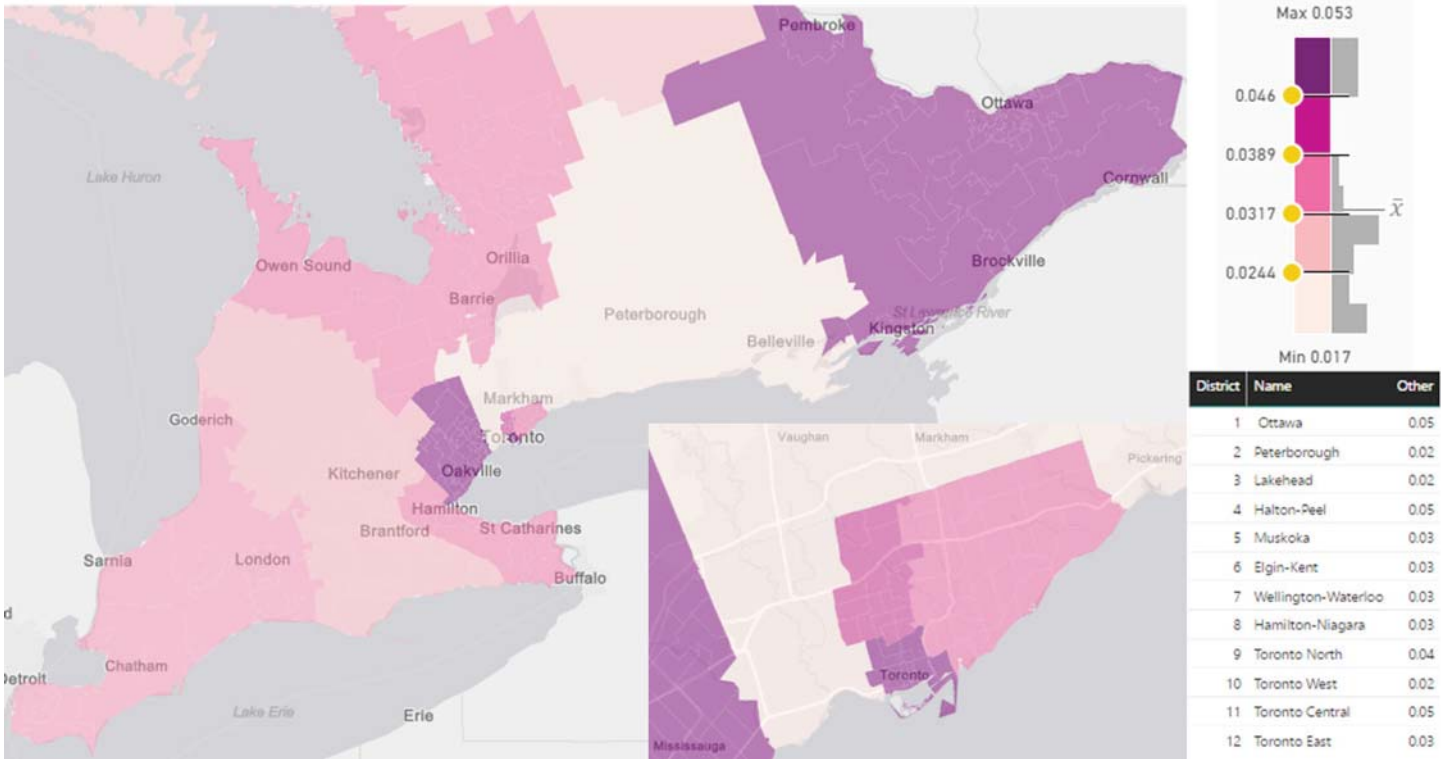 Pembroke
Ottawa
Lake Huron
Cornwall
Owen Sound
Orillia
Brockville
Barrie
Peterborough
St Lawrence River
Kingston
Belleville
Markham
Goderich
Toronto
Kitchener
Oakville
Hamilton
Brantford
St Catharines
Sarnia
London
Buffalo
d
Chatham
Detroit
Lake Erie
Erie
Vaughan
Markham
Pickering
Toronto
Mississauga
Max 0.053
0.046
0.0389
x̄
0.0317
0.0244
Min 0.017
District Name Other
1 Ottawa 0.05
2 Peterborough 0.02
3 Lakehead 0.02
4 Halton-Peel 0.05
5 Muskoka 0.03
6 Elgin-Kent 0.03
7 Wellington-Waterloo 0.03
8 Hamilton-Niagara 0.03
9 Toronto North 0.04
10 Toronto West 0.02
11 Toronto Central 0.05
12 Toronto East 0.03